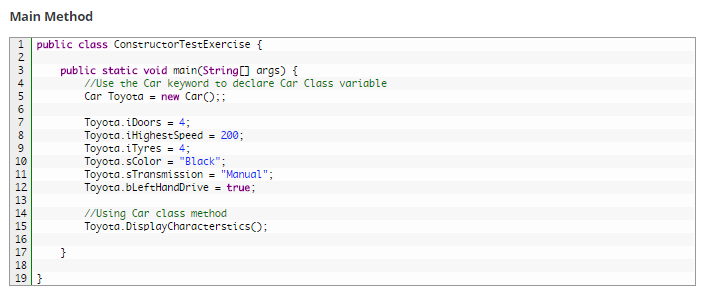 Main Method
1 public class ConstructorTestExercise {
2
3 public static void main(String[] args) {
4 //Use the Car keyword to declare Car Class variable
5 Car Toyota = new Car();;
6
7 Toyota.iDoors = 4;
8 Toyota.iHighestSpeed = 200;
9 Toyota.iTyres = 4;
10 Toyota.sColor = "Black";
11 Toyota.sTransmission = "Manual";
12 Toyota.bLeftHandDrive = true;
13
14 //Using Car class method
15 Toyota.DisplayCharacterstics();
16
17 }
18
19 }